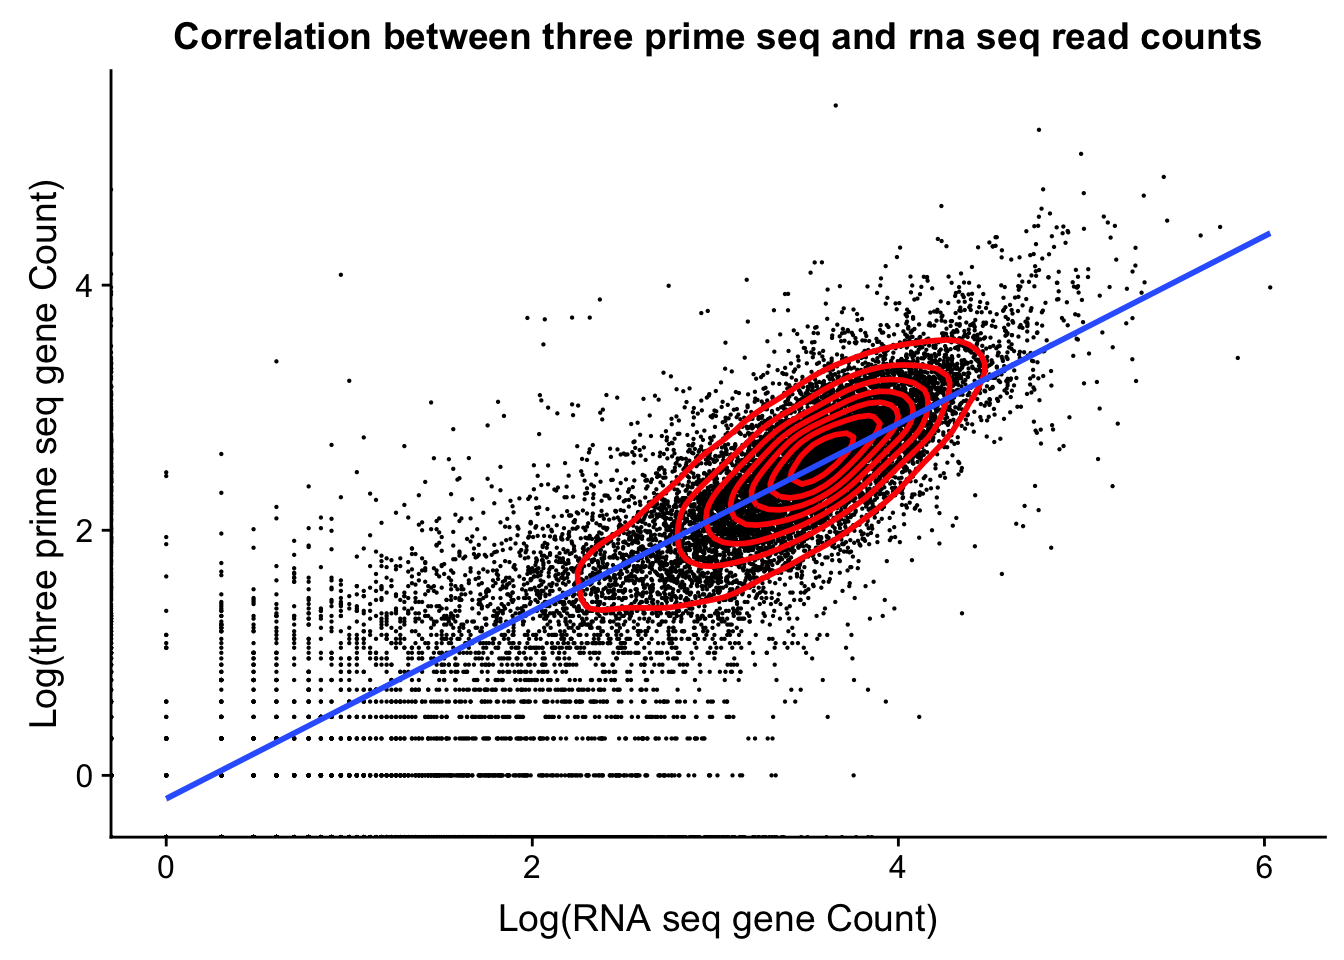 Correlation between three prime seq and rna seq read counts
Log(three prime seq gene Count)
4
2
0
0 2 4 6
Log(RNA seq gene Count)